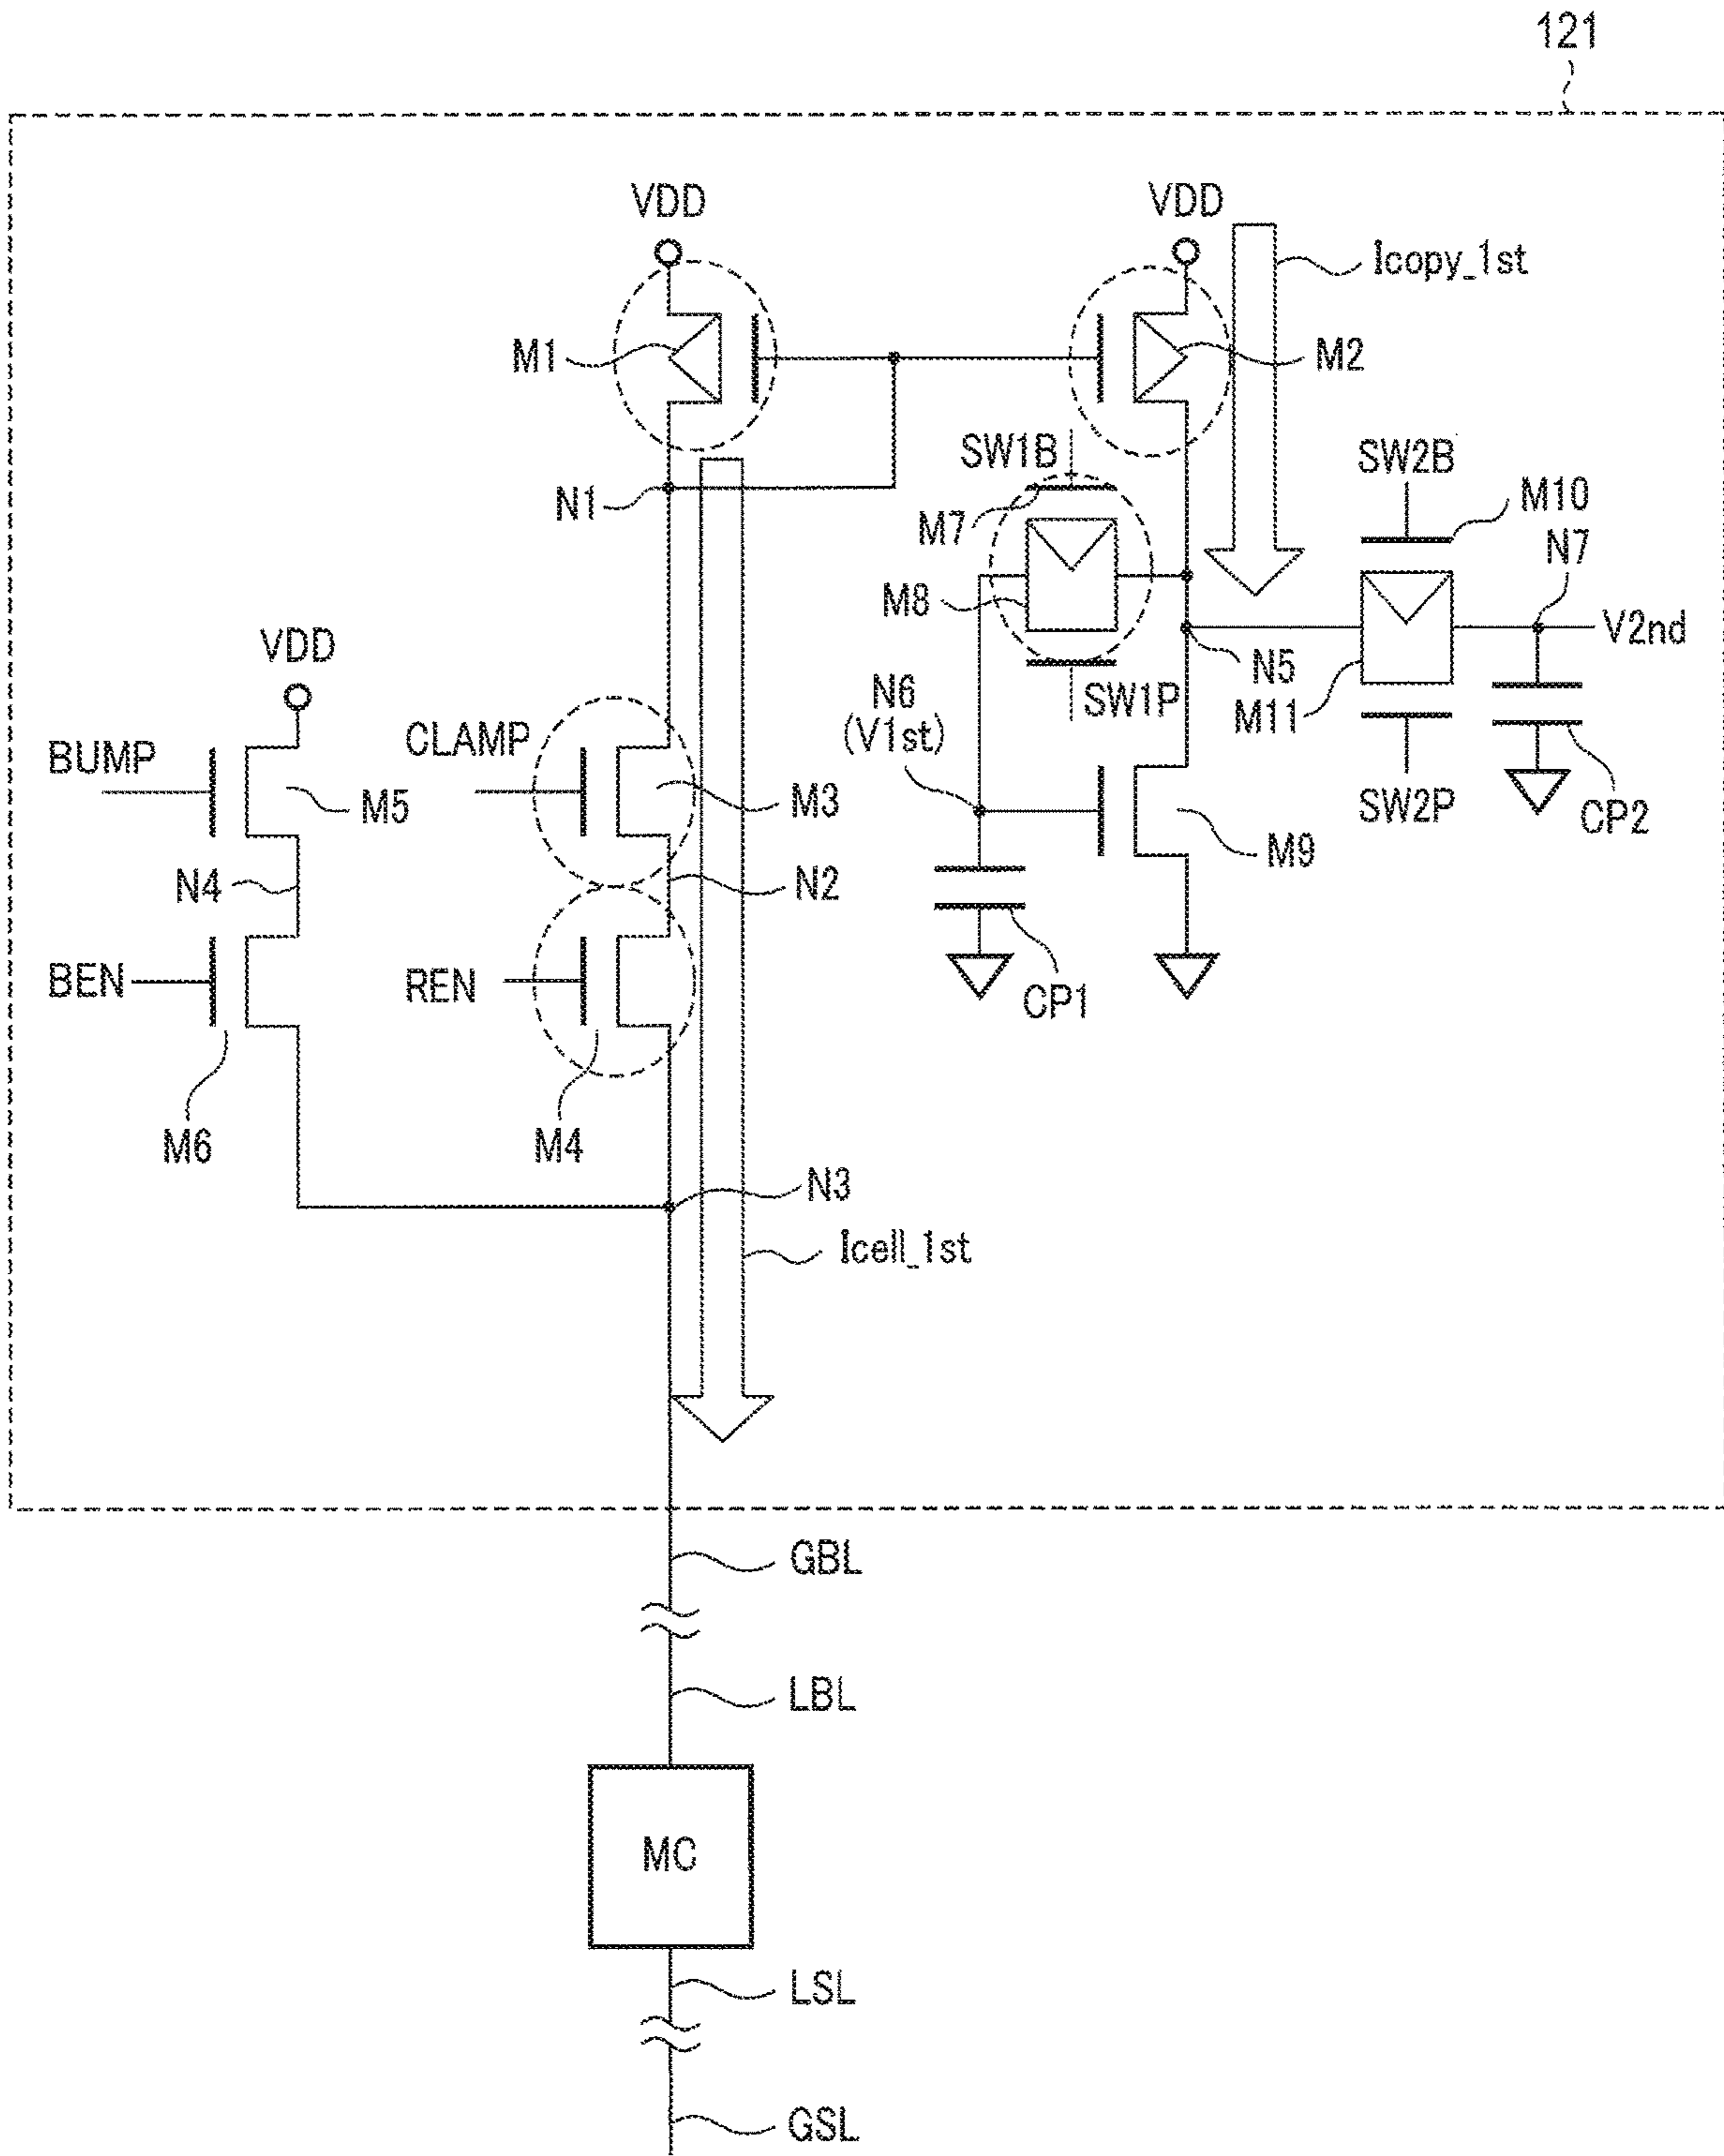 121
VDD
VDD
Icopy_1st
M1
M2
SW1B
SW2B
N1
M7
M10
N7
M8
V2nd
VDD
N5
N6
(V1st)
SW1P
M11
BUMP
CLAMP
M5
M3
SW2P
CP2
M9
N4
N2
BEN
REN
CP1
M6
M4
N3
Icell_1st
GBL
LBL
MC
LSL
GSL